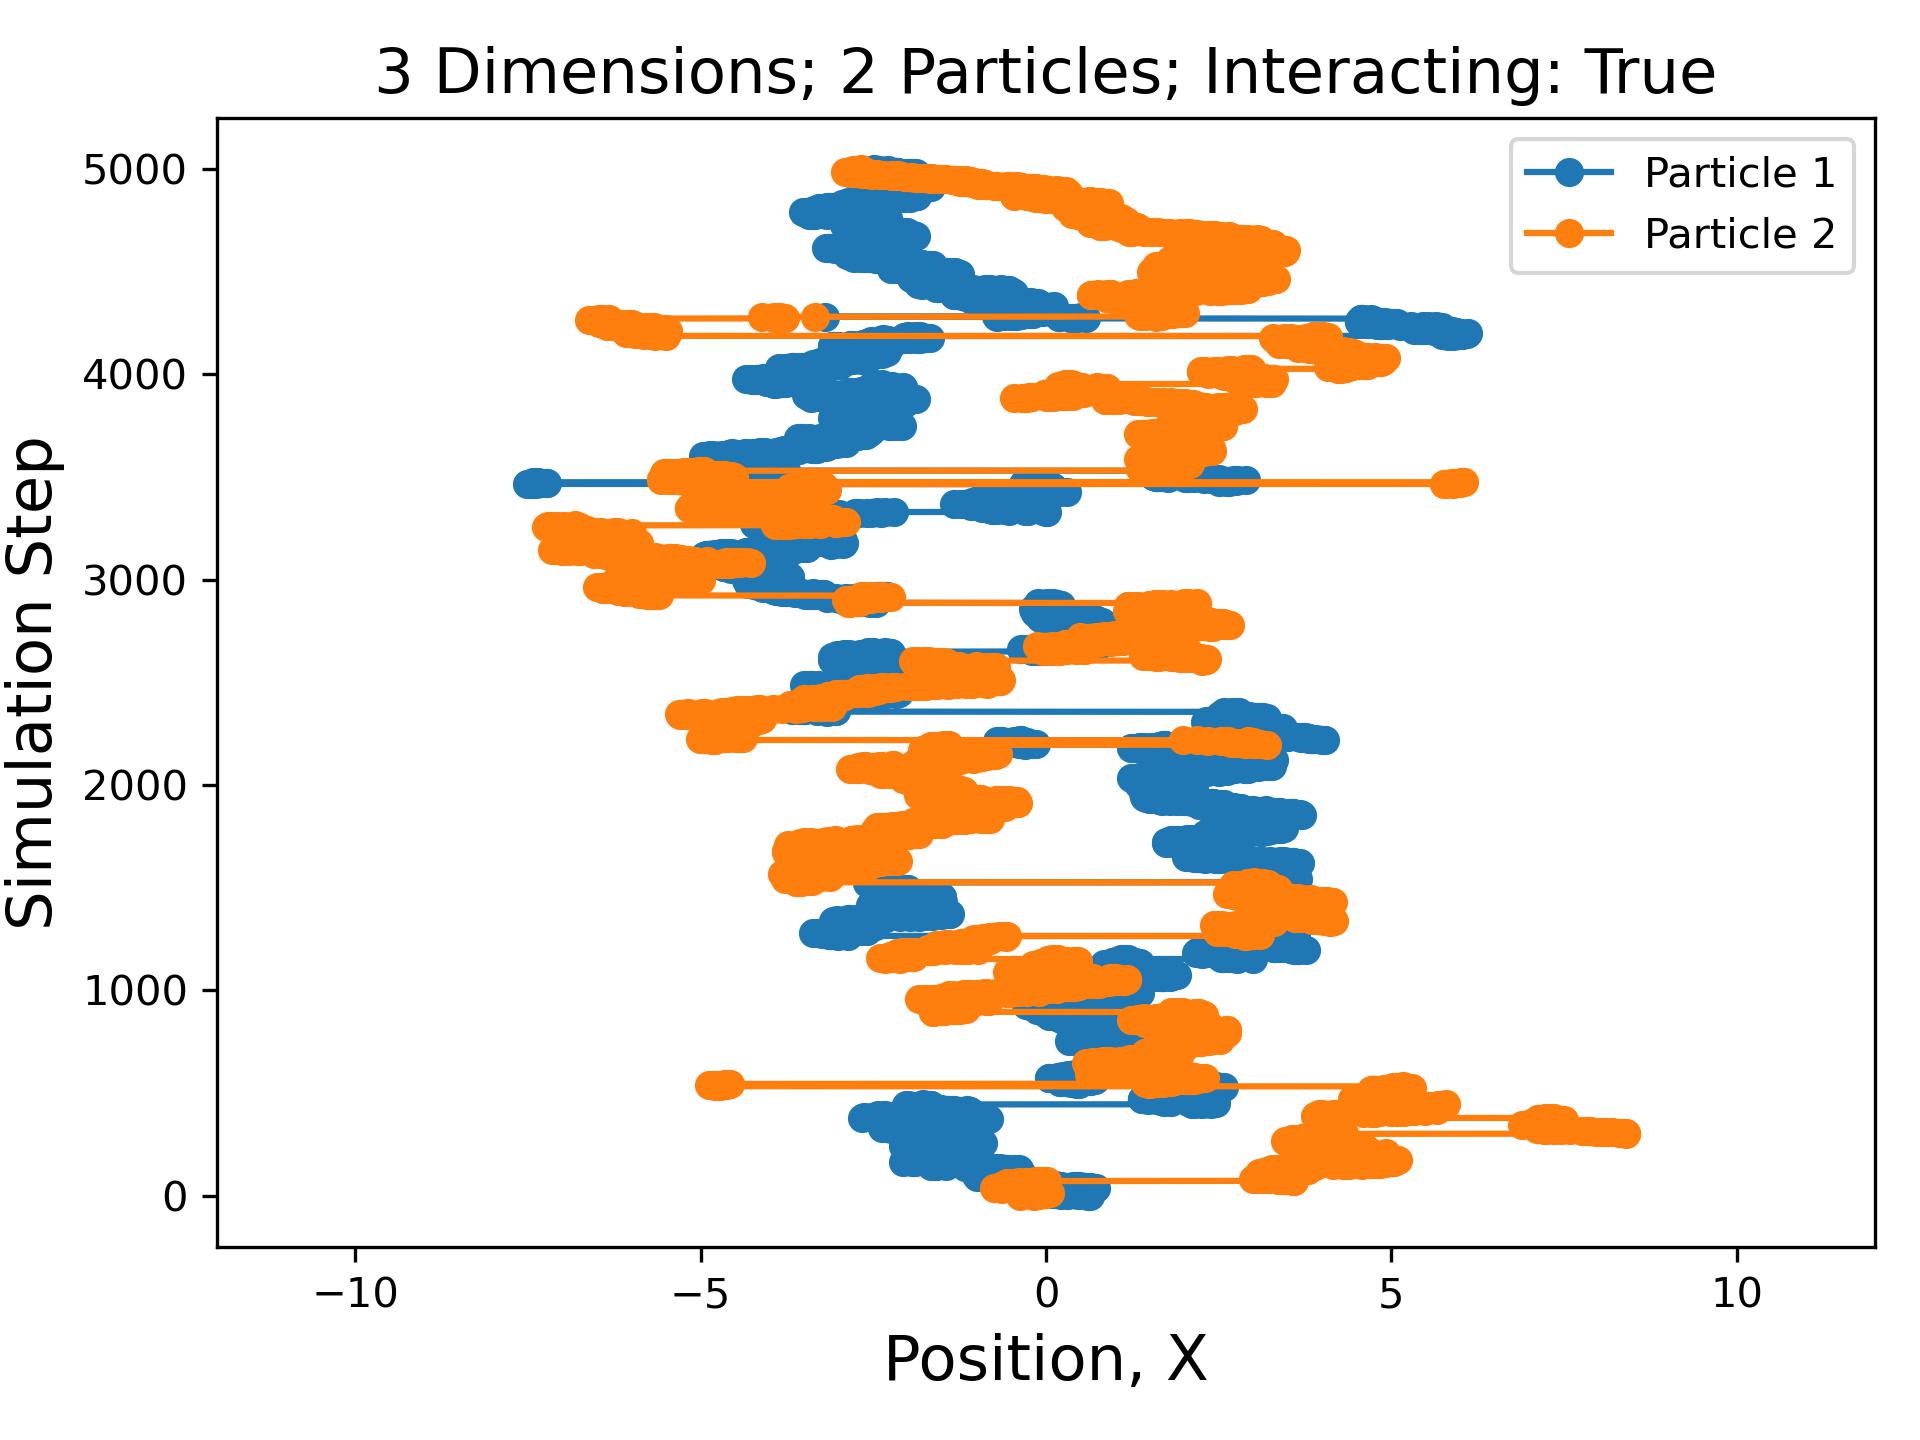 3 Dimensions; 2 Particles; Interacting: True
Particle 1
Particle 2
Simulation Step
5000
4000
3000
2000
1000
0
−10
−5
0
5
10
Position, X